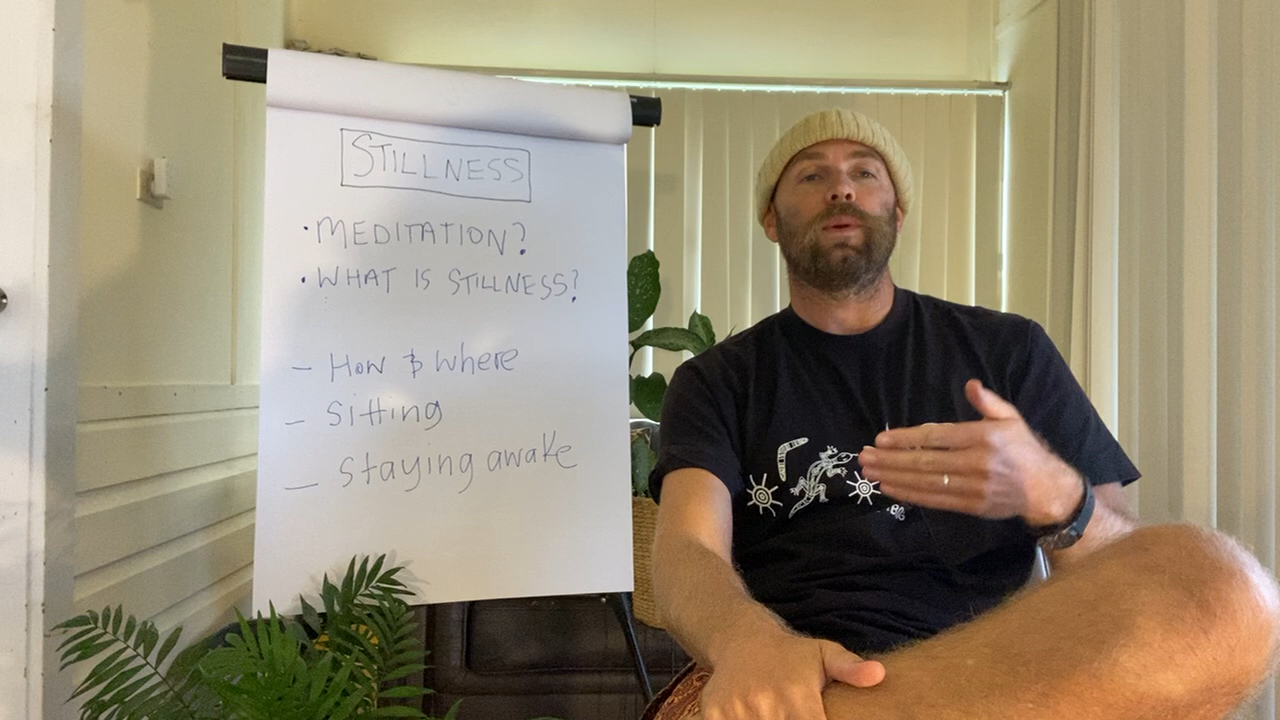 STILLNESS
• MEDITATION?
• WHAT IS STILLNESS?
– How & where
– Sitting
– Staying awake